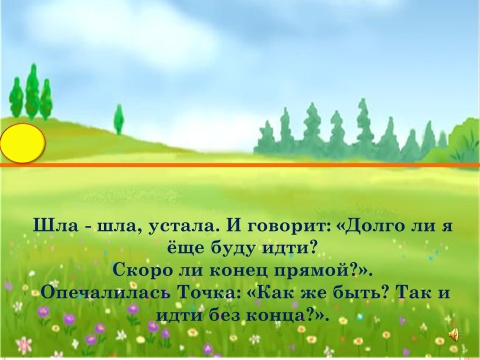 Шла - шла, устала. И говорит: «Долго ли я
ёще буду идти?
Скоро ли конец прямой?».
Опечалилась Точка: «Как же быть? Так и
идти без конца?».